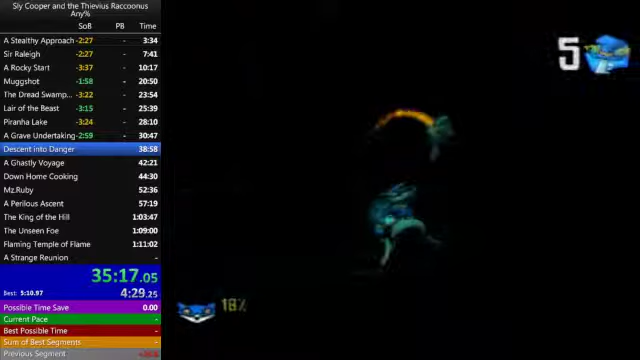 Sly Cooper and the Thievius Raccoonus
Any%
SoB PB Time
A Stealthy Approach -2:27 - 3:34
Sir Raleigh -2:27 - 7:41
A Rocky Start -3:37 - 10:17
Muggshot -1:58 - 20:50
The Dread Swamp... -3:22 - 23:54
Lair of the Beast -3:15 - 25:39
Piranha Lake -3:24 - 28:10
A Grave Undertaking -2:59 - 30:47
Descent into Danger 38:58
A Ghastly Voyage - 42:21
Down Home Cooking - 44:30
Mz.Ruby - 52:36
A Perilous Ascent - 57:19
The King of the Hill - 1:03:47
The Unseen Foe - 1:09:00
Flaming Temple of Flame - 1:11:02
A Strange Reunion - -
35:17.05
Best: 5:10.97 4:29.25
Possible Time Save 0.00
Current Pace -
Best Possible Time -
Sum of Best Segments -
Previous Segment
5
18%